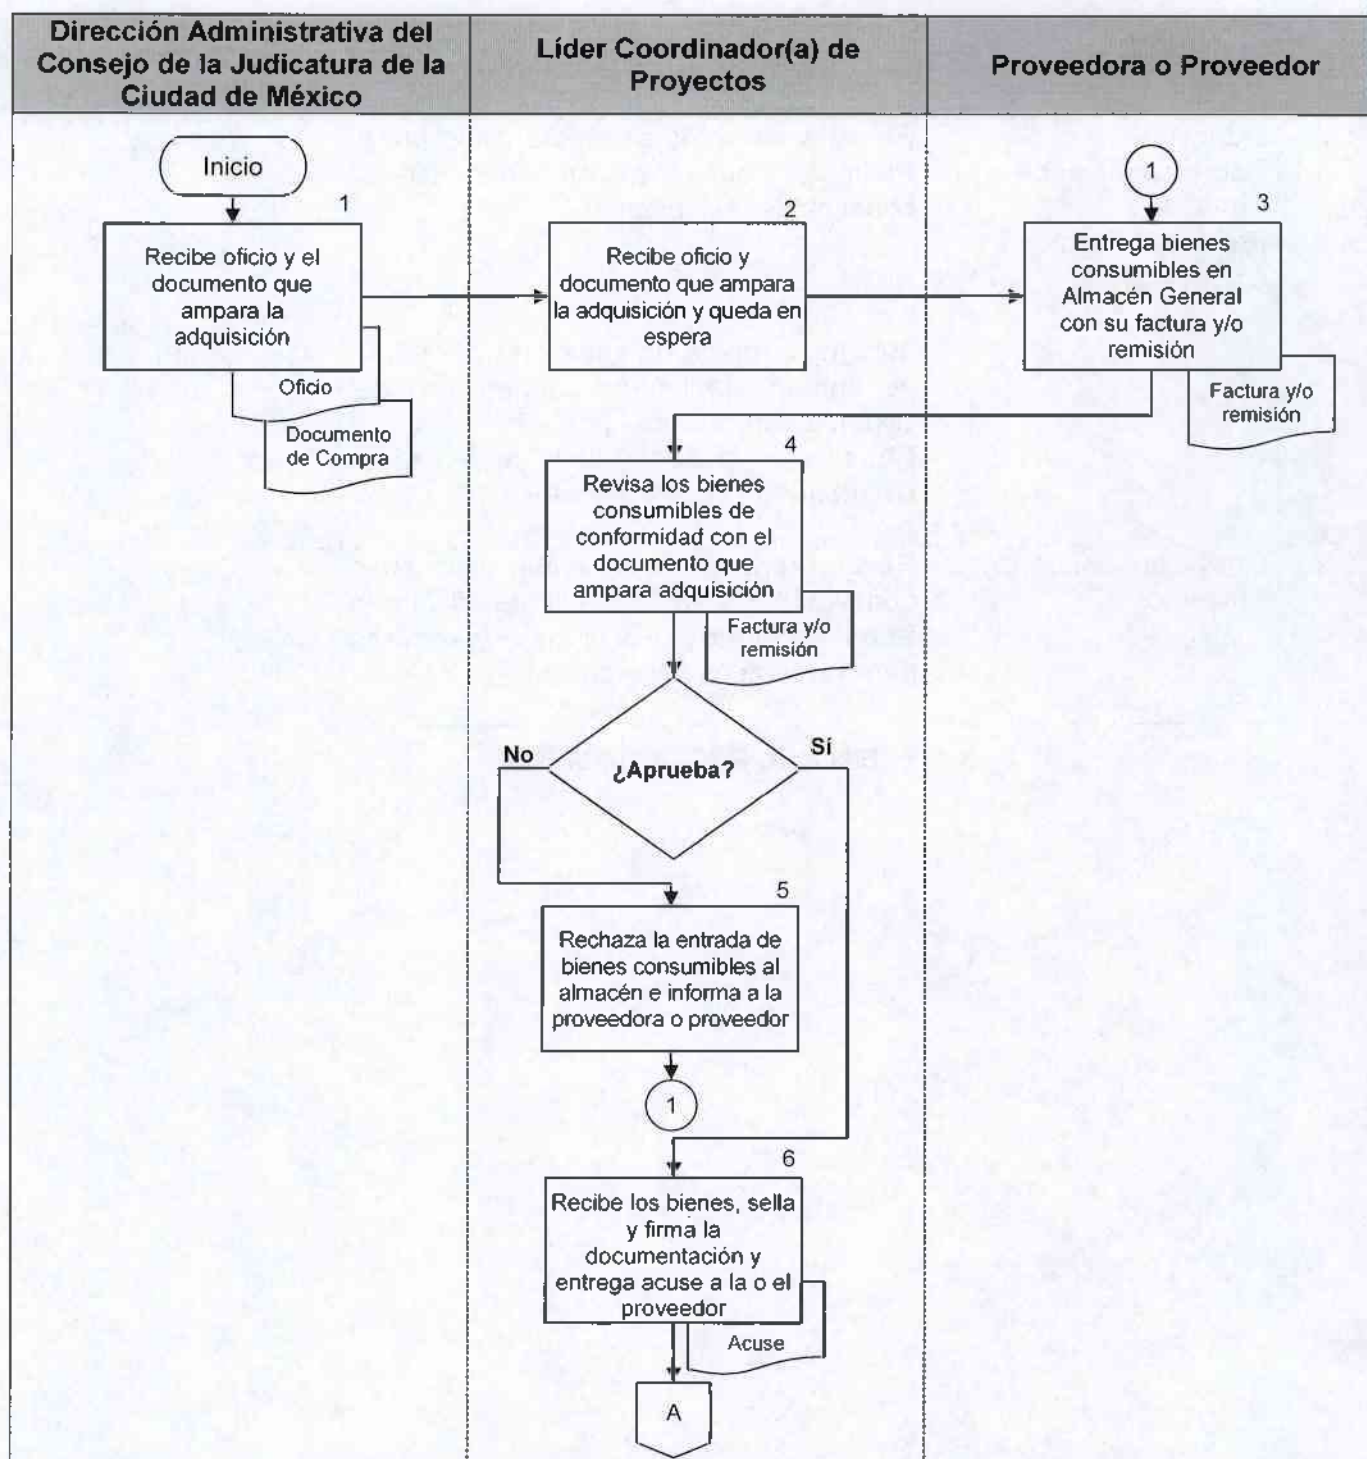 Dirección Administrativa del
Consejo de la Judicatura de la
Ciudad de México
Líder Coordinador(a) de
Proyectos
Proveedora o Proveedor
Inicio
1
Recibe oficio y el
documento que
ampara la
adquisición
Oficio
Documento
de Compra
2
Recibe oficio y
documento que ampara
la adquisición y queda en
espera
1
3
Entrega bienes
consumibles en
Almacén General
con su factura y/o
remisión
Factura y/o
remisión
4
Revisa los bienes
consumibles de
conformidad con el
documento que
ampara adquisición
Factura y/o
remisión
No
¿Aprueba?
Sí
5
Rechaza la entrada de
bienes consumibles al
almacén e informa a la
proveedora o proveedor
1
6
Recibe los bienes, sella
y firma la
documentación y
entrega acuse a la o el
proveedor
Acuse
A